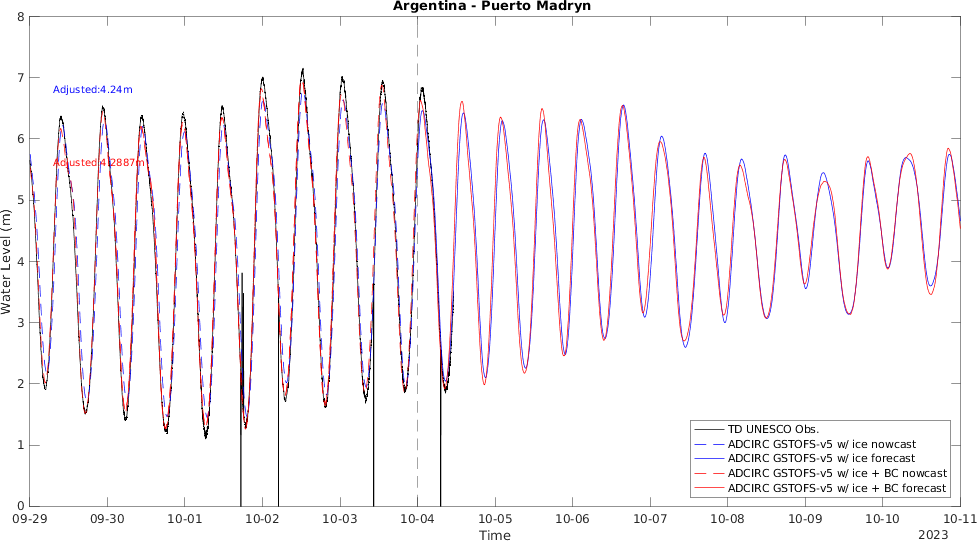 Argentina - Puerto Madryn
8
7
6
5
4
3
2
1
0
Water Level (m)
Adjusted:4.24m
Adjusted:4.2887m
TD UNESCO Obs.
ADCIRC GSTOFS-v5 w/ ice nowcast
ADCIRC GSTOFS-v5 w/ ice forecast
ADCIRC GSTOFS-v5 w/ ice + BC nowcast
ADCIRC GSTOFS-v5 w/ ice + BC forecast
09-29 09-30 10-01 10-02 10-03 10-04 10-05 10-06 10-07 10-08 10-09 10-10 10-11
Time
2023